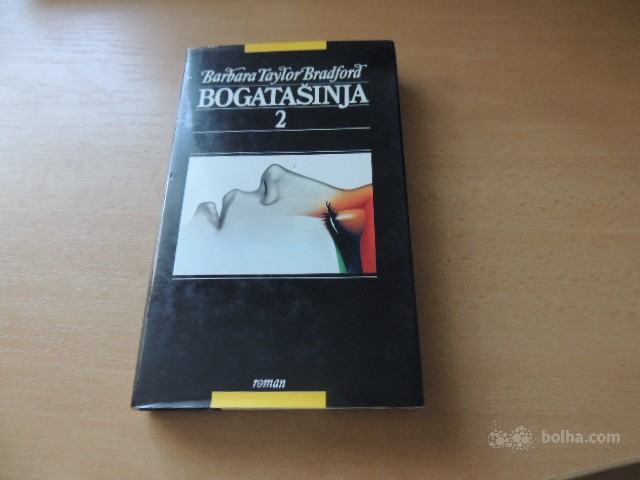 Barbara Taylor Bradford
BOGATAŠINJA
2
roman
bolha.com